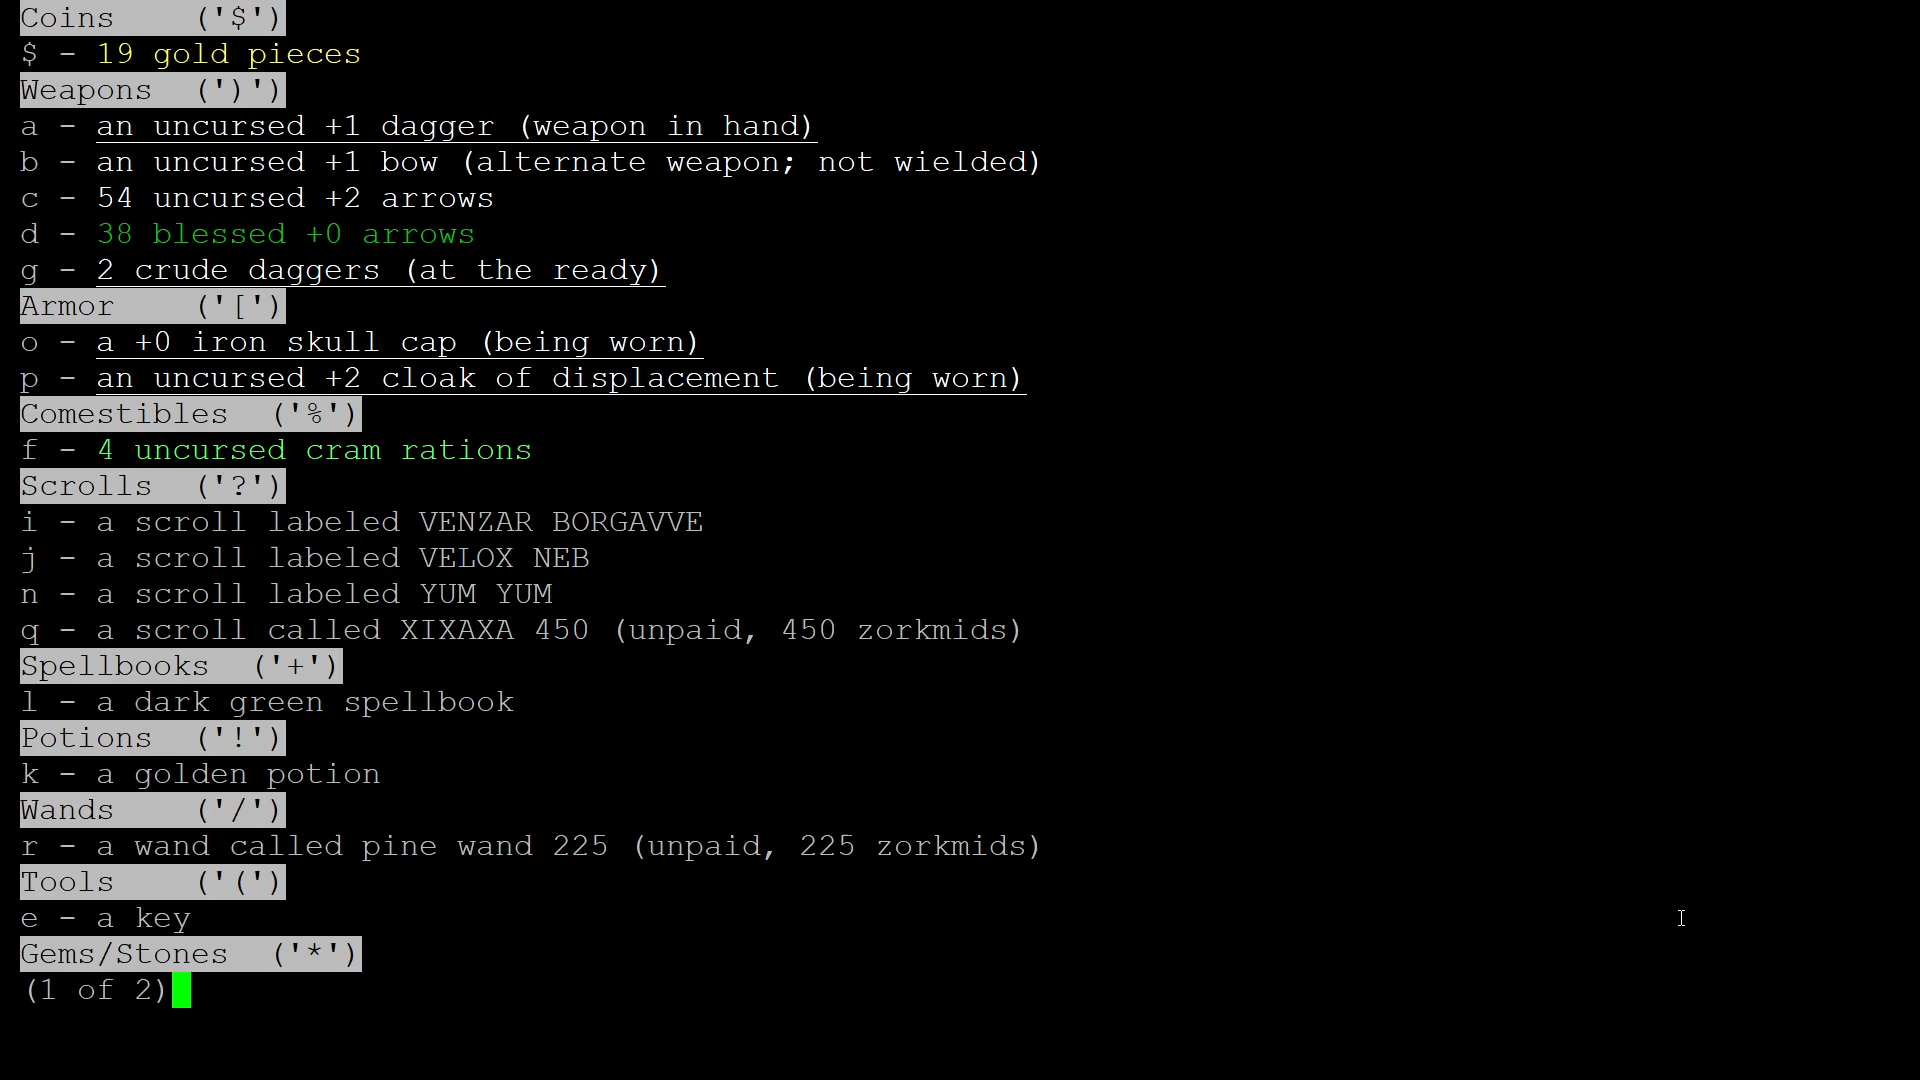 Coins    ('$')
$ - 19 gold pieces
Weapons  (')')
a - an uncursed +1 dagger (weapon in hand)
b - an uncursed +1 bow (alternate weapon; not wielded)
c - 54 uncursed +2 arrows
d - 38 blessed +0 arrows
g - 2 crude daggers (at the ready)
Armor    ('[')
o - a +0 iron skull cap (being worn)
p - an uncursed +2 cloak of displacement (being worn)
Comestibles  ('%')
f - 4 uncursed cram rations
Scrolls  ('?')
i - a scroll labeled VENZAR BORGAVVE
j - a scroll labeled VELOX NEB
n - a scroll labeled YUM YUM
q - a scroll called XIXAXA 450 (unpaid, 450 zorkmids)
Spellbooks  ('+')
l - a dark green spellbook
Potions  ('!')
k - a golden potion
Wands    ('/')
r - a wand called pine wand 225 (unpaid, 225 zorkmids)
Tools    ('(')
e - a key
Gems/Stones  ('*')
(1 of 2)